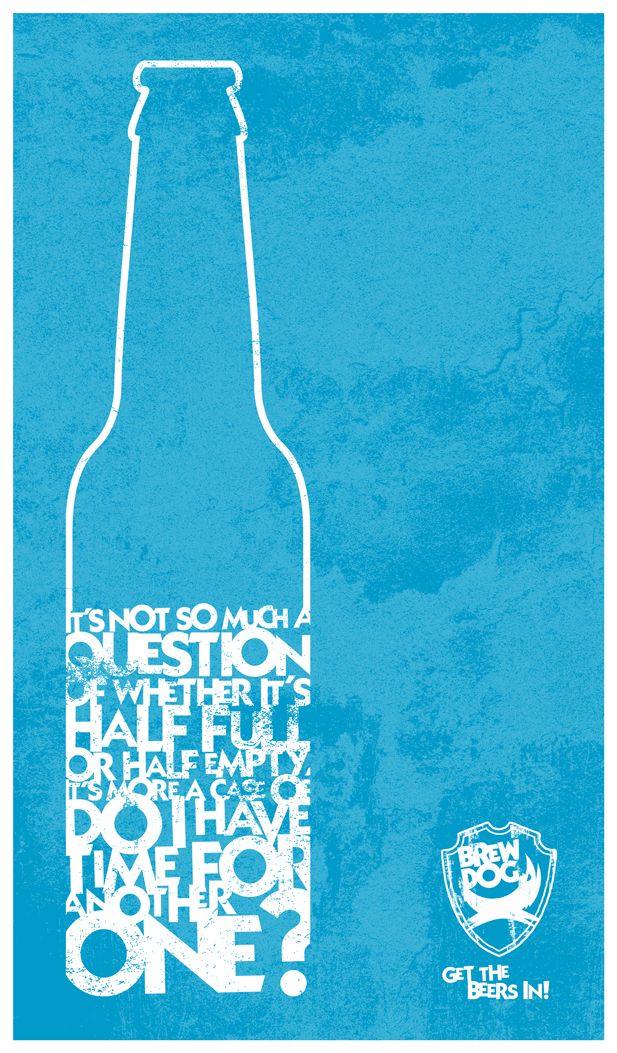 IT'S NOT SO MUCH A
QUESTION
OF WHETHER IT'S
HALF FULL
OR HALF EMPTY.
IT'S MORE A CASE OF
DO I HAVE
TIME FOR
ANOTHER
ONE?
BREW
DOG
GET THE
BEERS IN!